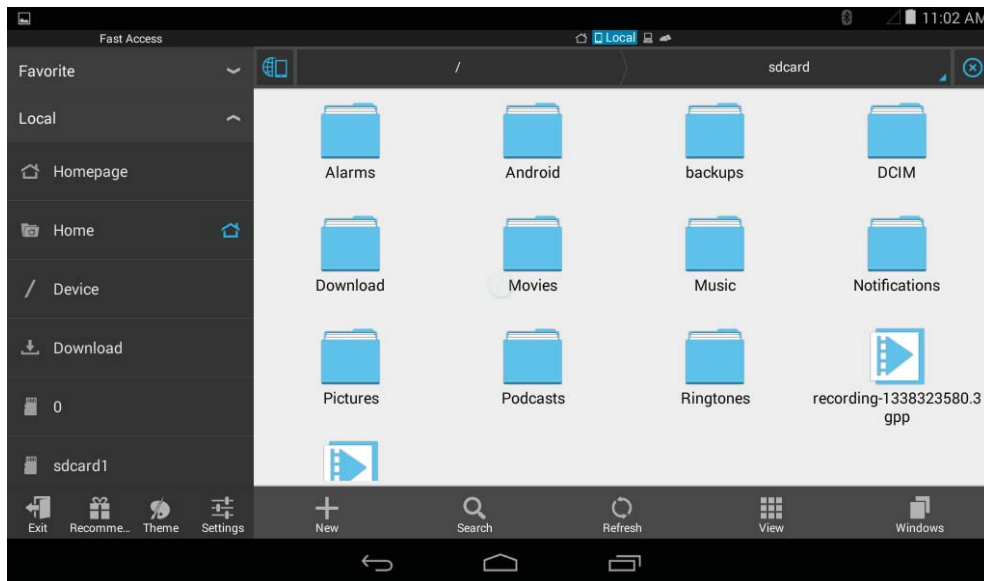 11:02 AM
Fast Access
Local
Favorite
/
sdcard
Local
Homepage
Home
/ Device
Download
0
sdcard1
Alarms
Android
backups
DCIM
Download
Movies
Music
Notifications
Pictures
Podcasts
Ringtones
recording-1338323580.3
gpp
Exit
Recomme...
Theme
Settings
New
Search
Refresh
View
Windows